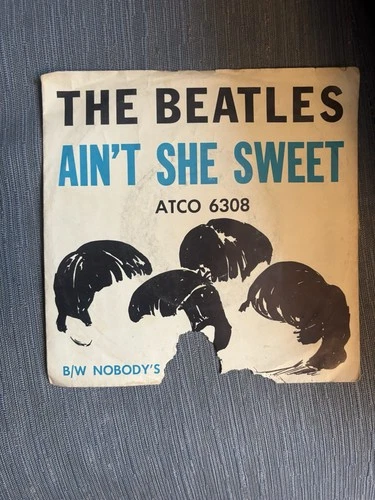 THE BEATLES
AIN'T SHE SWEET
ATCO 6308
B/W NOBODY'S